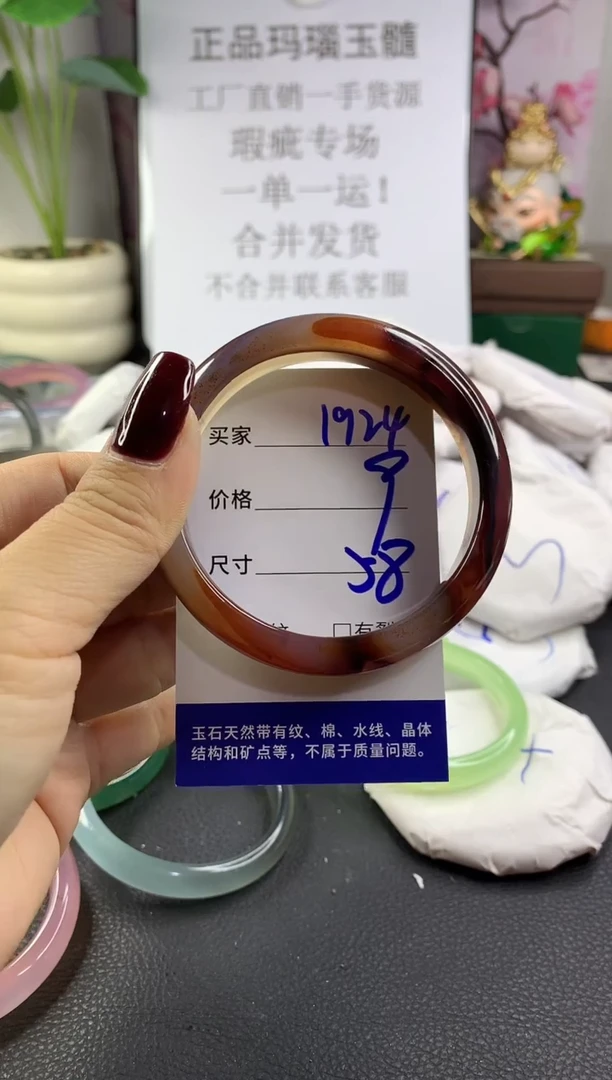 正品玛瑙玉髓
工厂直销一手货源
瑕疵专场
一单一运！
合并发货
不合并联系客服
买家 1924
价格
尺寸 58
纹 □有裂
玉石天然带有纹、棉、水线、晶体
结构和矿点等，不属于质量问题。